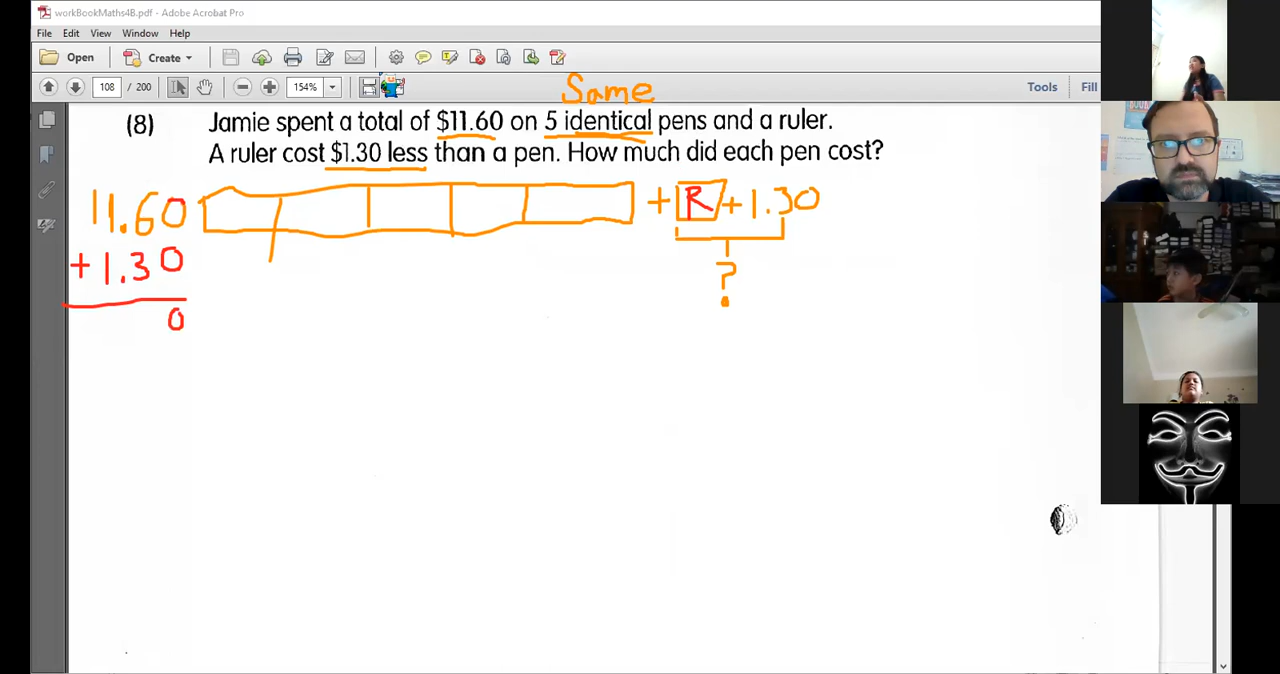 workBookMaths4B.pdf - Adobe Acrobat Pro
File Edit View Window Help
Open Create
108 / 200 154% Tools Fill
Same
(8) Jamie spent a total of $11.60 on 5 identical pens and a ruler.
A ruler cost $1.30 less than a pen. How much did each pen cost?
11.60 + R + 1.30
+ 1.30
?
0